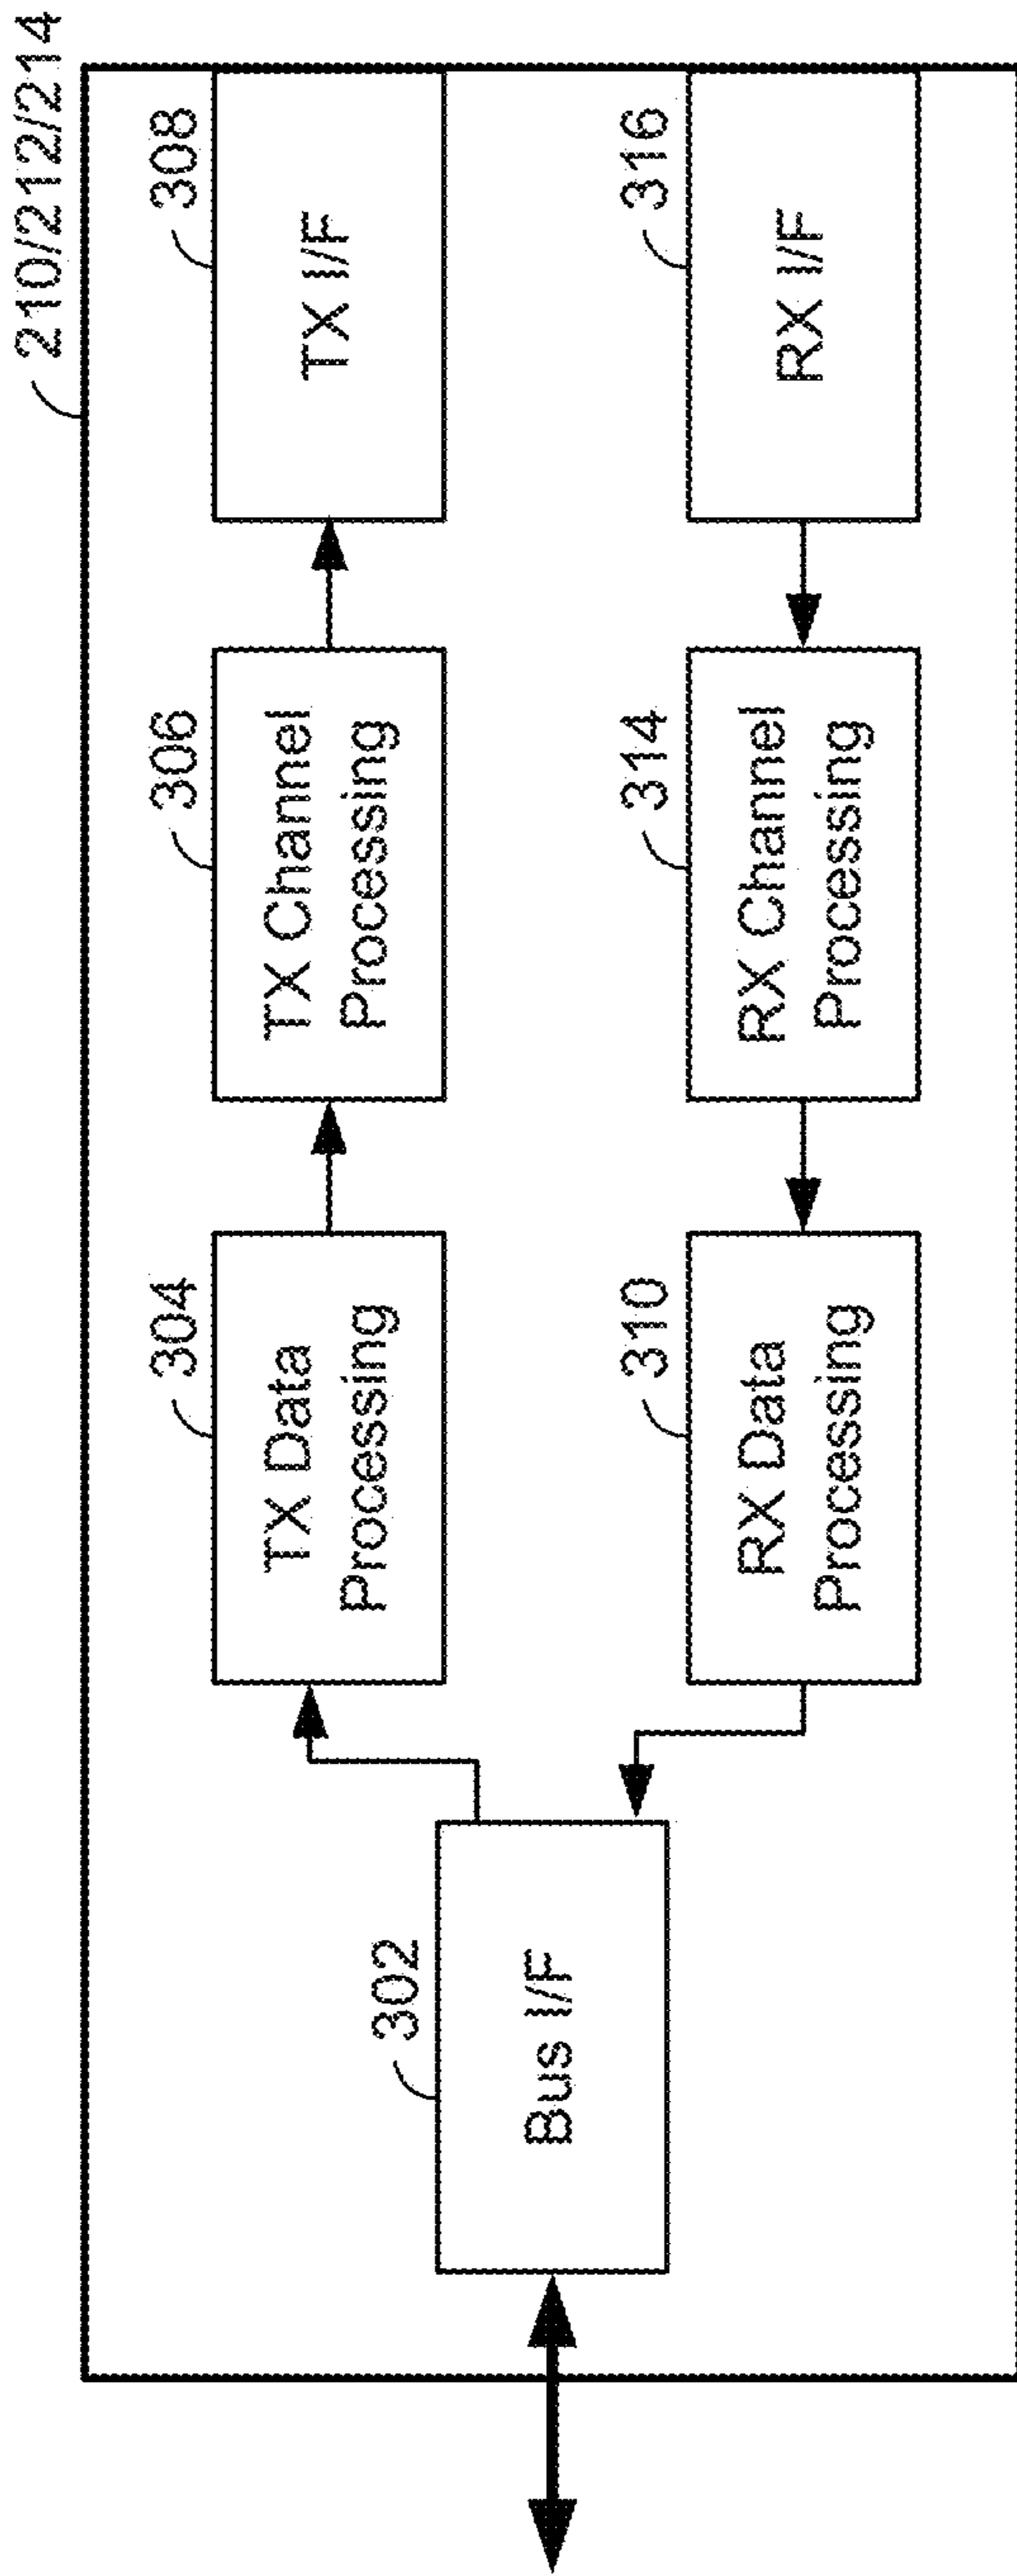 210/212/214
302
Bus I/F
304
TX Data
Processing
306
TX Channel
Processing
308
TX I/F
310
RX Data
Processing
314
RX Channel
Processing
316
RX I/F